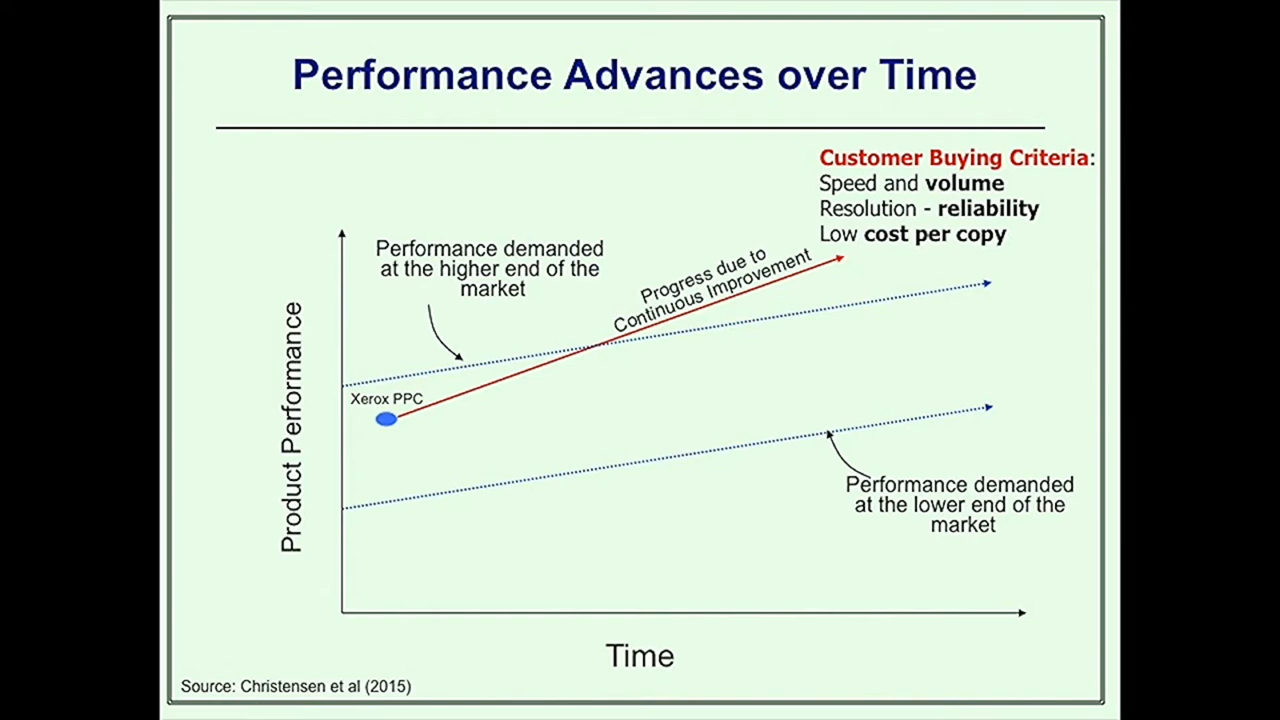 Performance Advances over Time
Customer Buying Criteria:
Speed and volume
Resolution - reliability
Low cost per copy
Performance demanded
at the higher end of the
market
Progress due to
Continuous Improvement
Xerox PPC
Product Performance
Performance demanded
at the lower end of the
market
Time
Source: Christensen et al (2015)